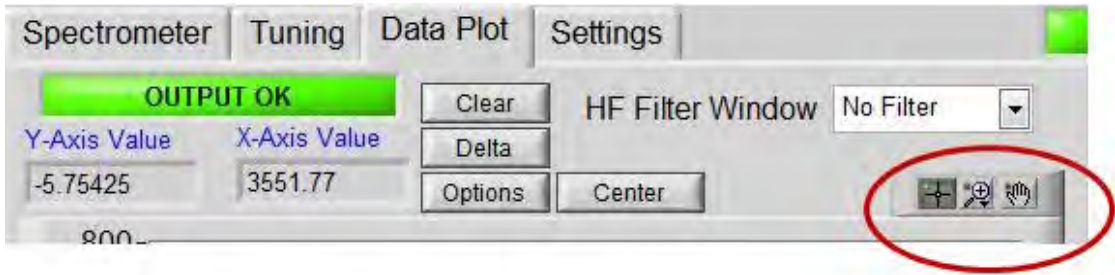 Spectrometer Tuning Data Plot Settings
OUTPUT OK Clear HF Filter Window No Filter
Y-Axis Value X-Axis Value Delta
-5.75425 3551.77 Options Center
800